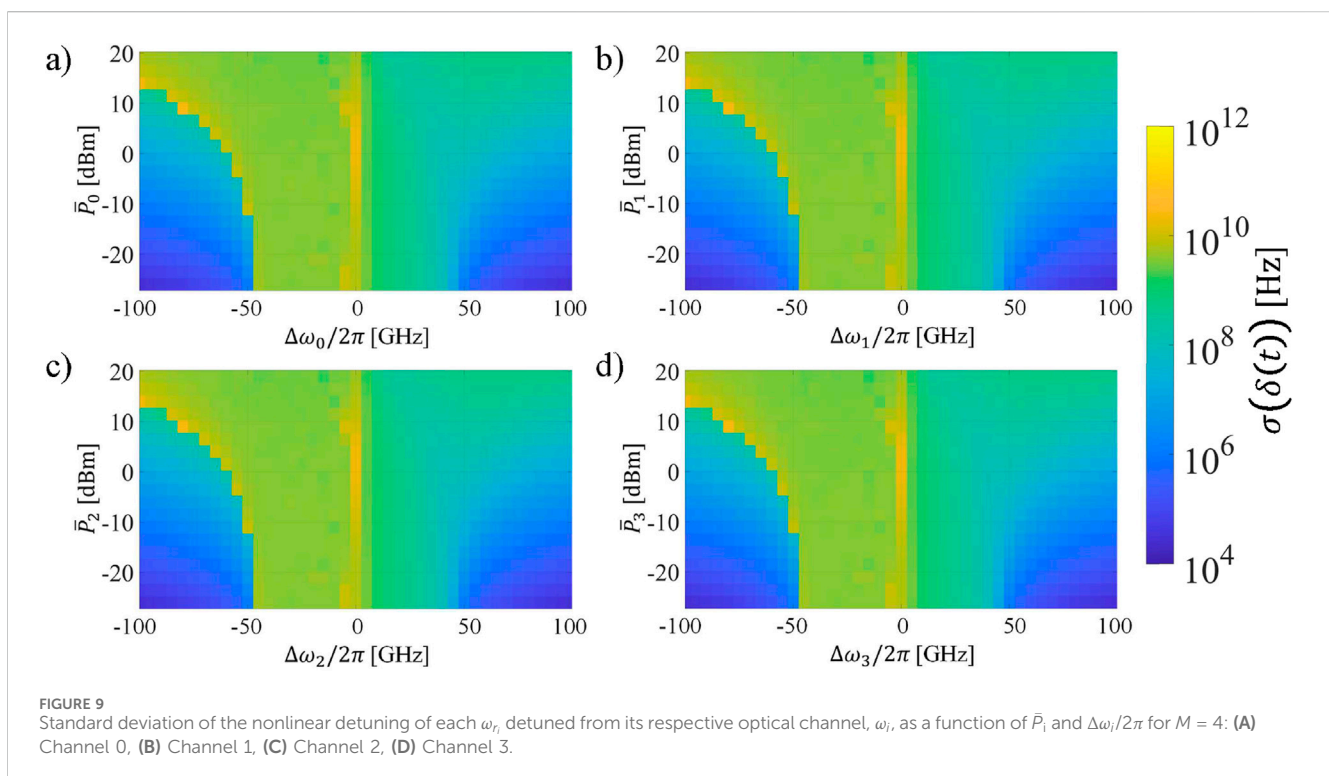 a)
20
10
0
-10
-20
P̄₀ [dBm]
-100 -50 0 50 100
Δω₀/2π [GHz]
b)
20
10
0
-10
-20
P̄₁ [dBm]
-100 -50 0 50 100
Δω₁/2π [GHz]
c)
20
10
0
-10
-20
P̄₂ [dBm]
-100 -50 0 50 100
Δω₂/2π [GHz]
d)
20
10
0
-10
-20
P̄₃ [dBm]
-100 -50 0 50 100
Δω₃/2π [GHz]
10¹²
10¹⁰
10⁸
10⁶
10⁴
σ(δ(t)) [Hz]
FIGURE 9
Standard deviation of the nonlinear detuning of each ω_{r_i} detuned from its respective optical channel, ω_i, as a function of P̄_i and Δω_i/2π for M = 4: (A)
Channel 0, (B) Channel 1, (C) Channel 2, (D) Channel 3.